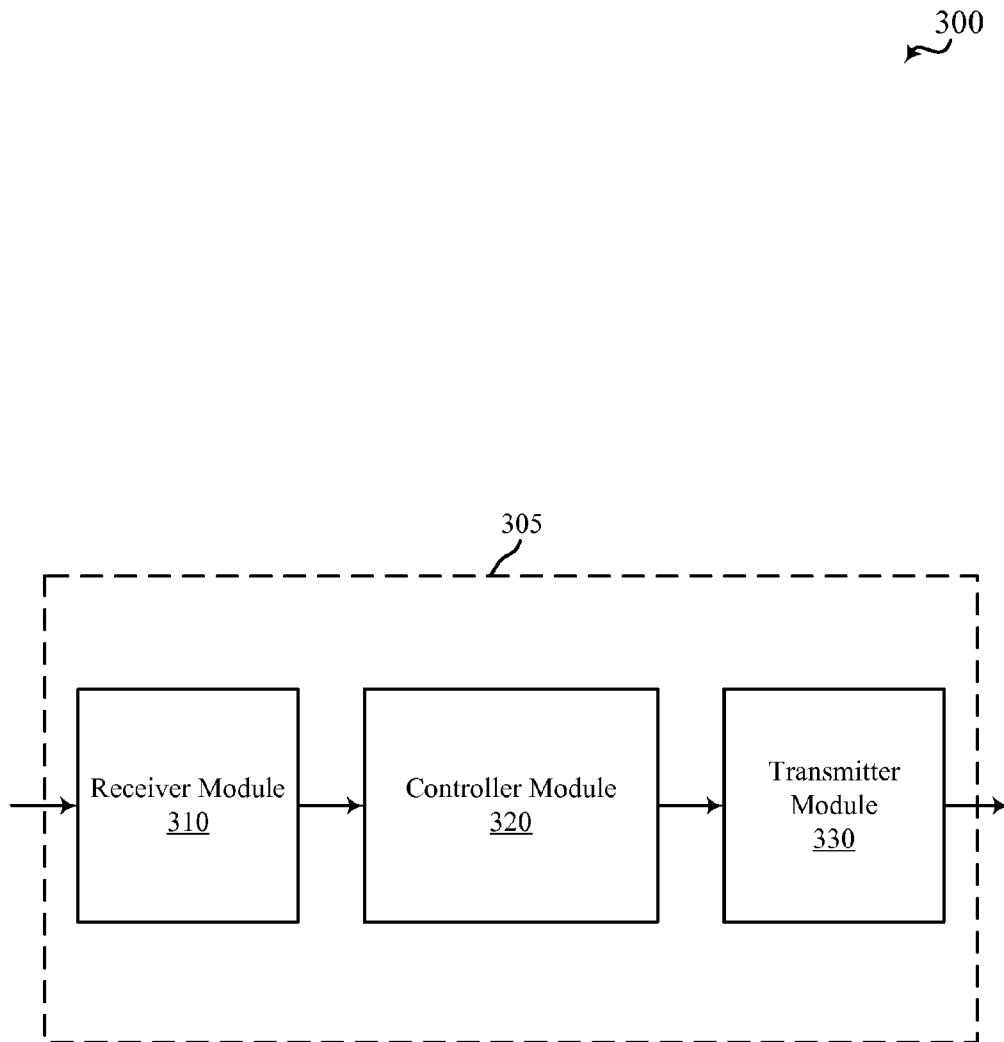 300
305
Receiver Module
310
Controller Module
320
Transmitter
Module
330